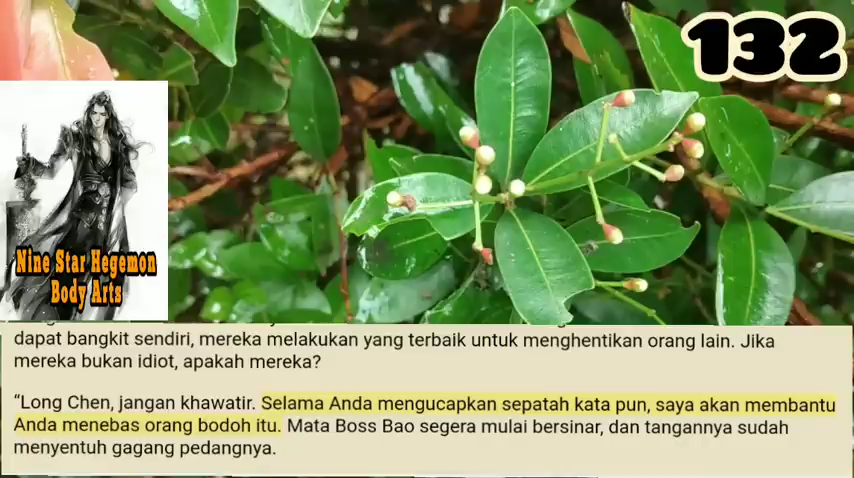 132
Nine Star Hegemon
Body Arts
dapat bangkit sendiri, mereka melakukan yang terbaik untuk menghentikan orang lain. Jika
mereka bukan idiot, apakah mereka?
“Long Chen, jangan khawatir. Selama Anda mengucapkan sepatah kata pun, saya akan membantu
Anda menebas orang bodoh itu. Mata Boss Bao segera mulai bersinar, dan tangannya sudah
menyentuh gagang pedangnya.